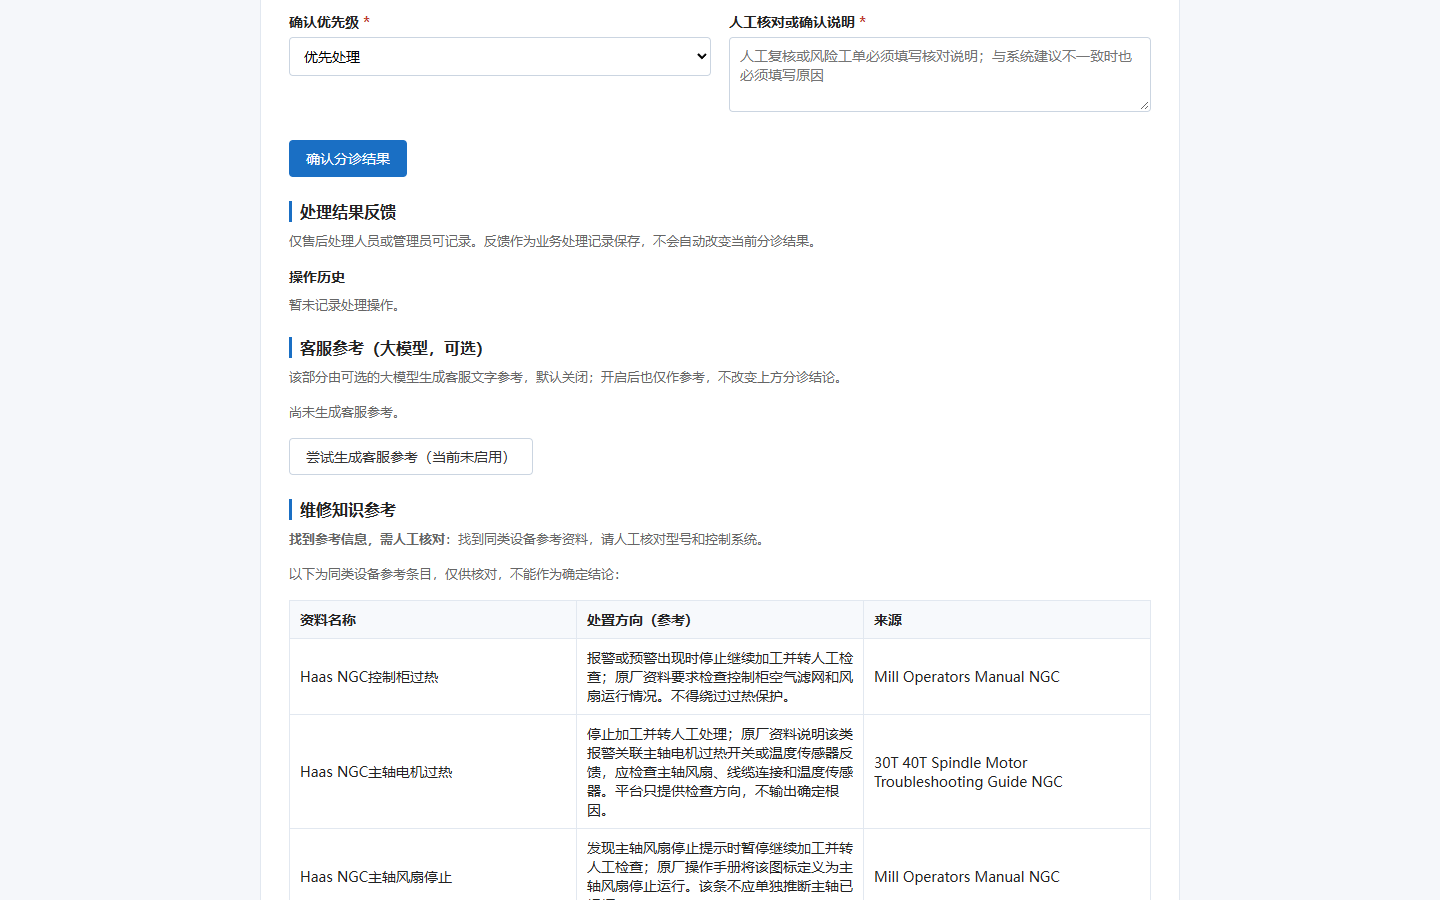 确认优先级 *
人工核对或确认说明 *
优先处理
人工复核或风险工单必须填写核对说明；与系统建议不一致时也
必须填写原因
确认分诊结果
处理结果反馈
仅售后处理人员或管理员可记录。反馈作为业务处理记录保存，不会自动改变当前分诊结果。
操作历史
暂未记录处理操作。
客服参考（大模型，可选）
该部分由可选的大模型生成客服文字参考，默认关闭；开启后也仅作参考，不改变上方分诊结论。
尚未生成客服参考。
尝试生成客服参考（当前未启用）
维修知识参考
找到参考信息，需人工核对：找到同类设备参考资料，请人工核对型号和控制系统。
以下为同类设备参考条目，仅供核对，不能作为确定结论：
资料名称
处置方向（参考）
来源
Haas NGC控制柜过热
报警或预警出现时停止继续加工并转人工检
查；原厂资料要求检查控制柜空气滤网和风
扇运行情况。不得绕过过热保护。
Mill Operators Manual NGC
Haas NGC主轴电机过热
停止加工并转人工处理；原厂资料说明该类
报警关联主轴电机过热开关或温度传感器反
馈，应检查主轴风扇、线缆连接和温度传感
器。平台只提供检查方向，不输出确定根
因。
30T 40T Spindle Motor
Troubleshooting Guide NGC
Haas NGC主轴风扇停止
发现主轴风扇停止提示时暂停继续加工并转
人工检查；原厂操作手册将该图标定义为主
轴风扇停止运行。该条不应单独推断主轴已
Mill Operators Manual NGC